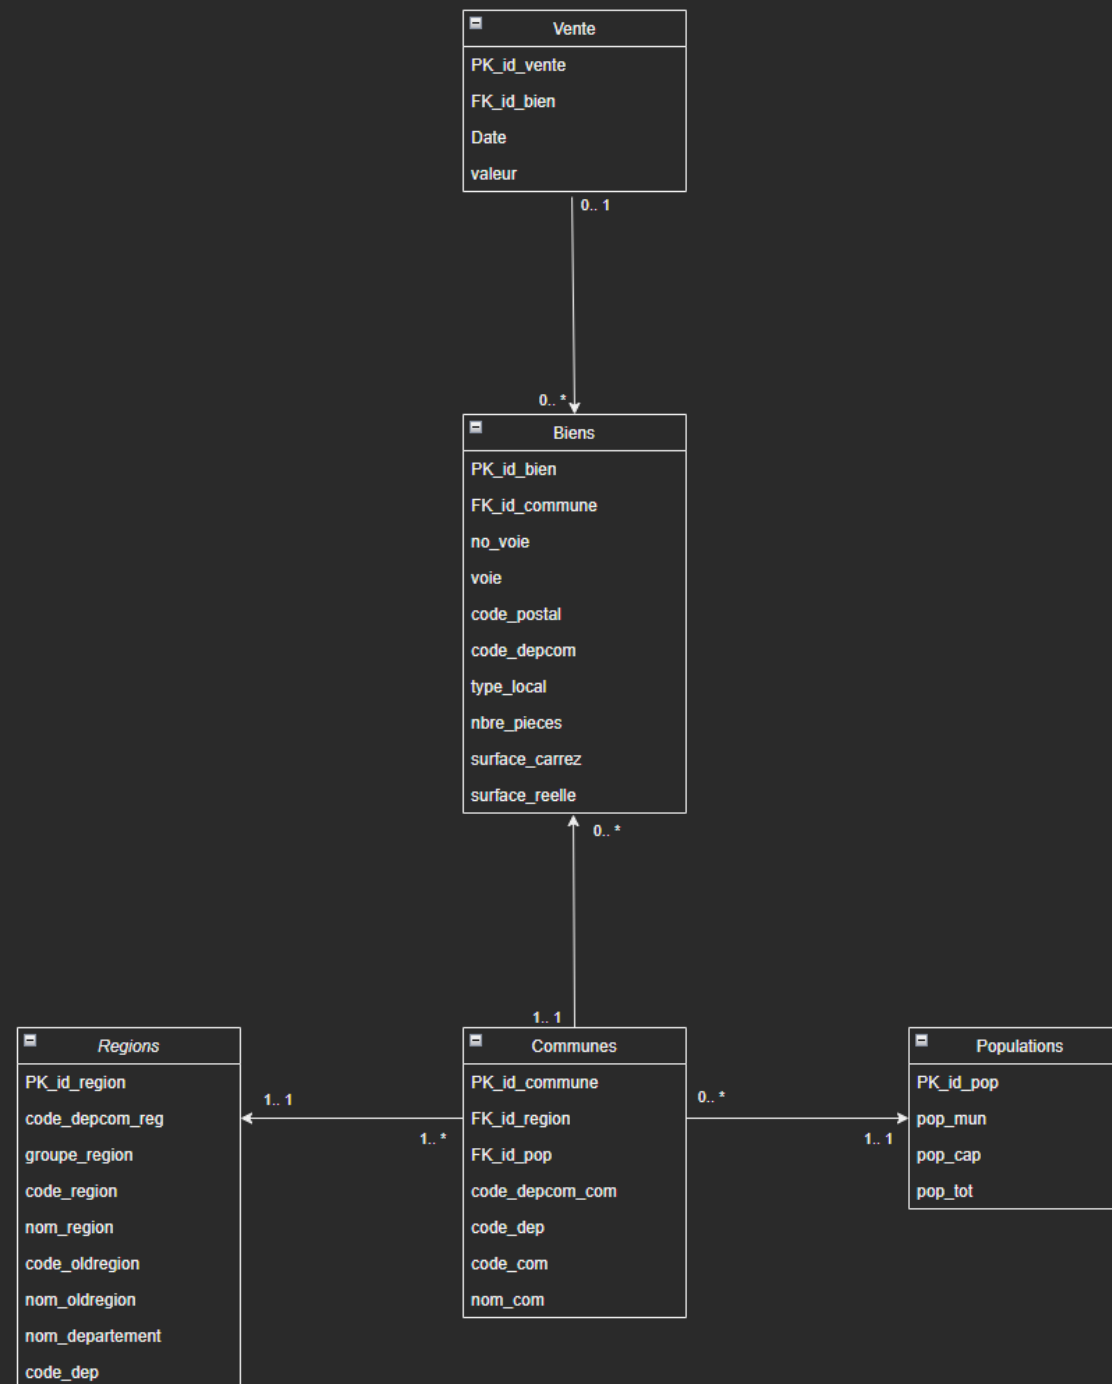 Vente
PK_id_vente
FK_id_bien
Date
valeur
0.. 1
0.. *
Biens
PK_id_bien
FK_id_commune
no_voie
voie
code_postal
code_depcom
type_local
nbre_pieces
surface_carrez
surface_reelle
0.. *
1.. 1
Regions
PK_id_region
code_depcom_reg
groupe_region
code_region
nom_region
code_oldregion
nom_oldregion
nom_departement
code_dep
1.. 1
1.. *
Communes
PK_id_commune
FK_id_region
FK_id_pop
code_depcom_com
code_dep
code_com
nom_com
0.. *
1.. 1
Populations
PK_id_pop
pop_mun
pop_cap
pop_tot